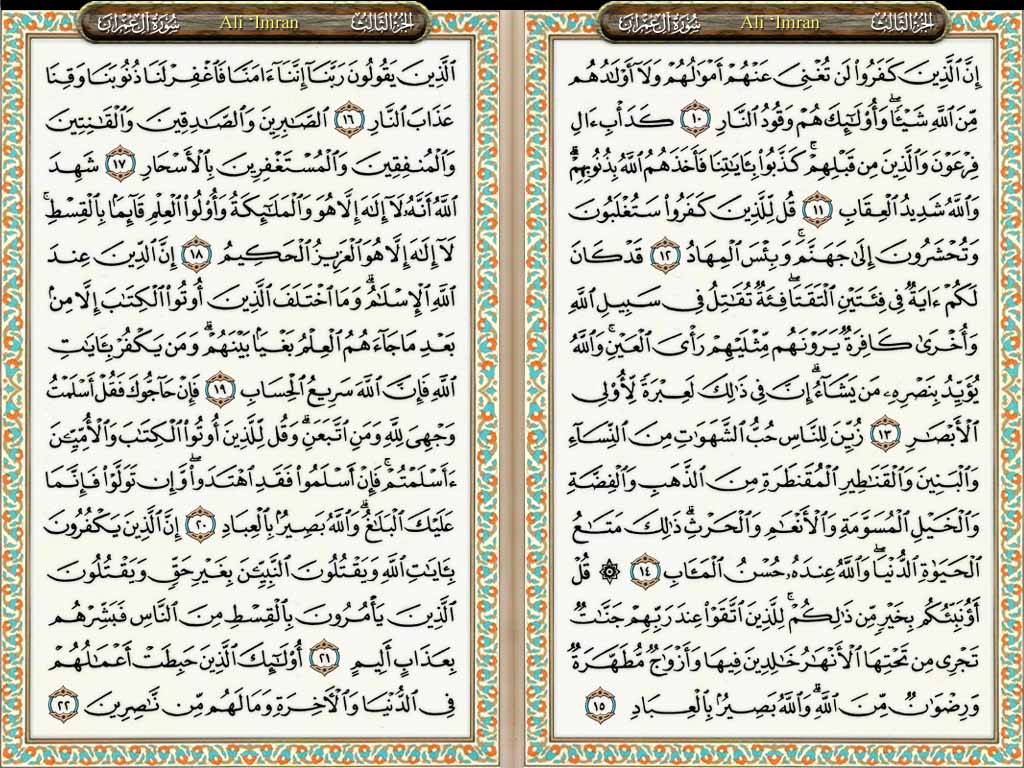 سُورَةُ آلِ عِمْرَانَ Ali 'Imran الجُزْءُ الثَّالِثُ
إِنَّ ٱلَّذِينَ كَفَرُوا۟ لَن تُغْنِىَ عَنْهُمْ أَمْوَٰلُهُمْ وَلَآ أَوْلَـٰدُهُم
مِّنَ ٱللَّهِ شَيْـًٔا ۖ وَأُو۟لَـٰٓئِكَ هُمْ وَقُودُ ٱلنَّارِ ١٠ كَدَأْبِ ءَالِ
فِرْعَوْنَ وَٱلَّذِينَ مِن قَبْلِهِمْ ۚ كَذَّبُوا۟ بِـَٔايَـٰتِنَا فَأَخَذَهُمُ ٱللَّهُ بِذُنُوبِهِمْ ۗ
وَٱللَّهُ شَدِيدُ ٱلْعِقَابِ ١١ قُل لِّلَّذِينَ كَفَرُوا۟ سَتُغْلَبُونَ
وَتُحْشَرُونَ إِلَىٰ جَهَنَّمَ ۚ وَبِئْسَ ٱلْمِهَادُ ١٢ قَدْ كَانَ
لَكُمْ ءَايَةٌ فِى فِئَتَيْنِ ٱلْتَقَتَا ۖ فِئَةٌ تُقَـٰتِلُ فِى سَبِيلِ ٱللَّهِ
وَأُخْرَىٰ كَافِرَةٌ يَرَوْنَهُم مِّثْلَيْهِمْ رَأْىَ ٱلْعَيْنِ ۚ وَٱللَّهُ
يُؤَيِّدُ بِنَصْرِهِۦ مَن يَشَآءُ ۗ إِنَّ فِى ذَٰلِكَ لَعِبْرَةً لِّأُو۟لِى
ٱلْأَبْصَـٰرِ ١٣ زُيِّنَ لِلنَّاسِ حُبُّ ٱلشَّهَوَٰتِ مِنَ ٱلنِّسَآءِ
وَٱلْبَنِينَ وَٱلْقَنَـٰطِيرِ ٱلْمُقَنطَرَةِ مِنَ ٱلذَّهَبِ وَٱلْفِضَّةِ
وَٱلْخَيْلِ ٱلْمُسَوَّمَةِ وَٱلْأَنْعَـٰمِ وَٱلْحَرْثِ ۗ ذَٰلِكَ مَتَـٰعُ
ٱلْحَيَوٰةِ ٱلدُّنْيَا ۖ وَٱللَّهُ عِندَهُۥ حُسْنُ ٱلْمَـَٔابِ ١٤ ۞ قُلْ
أَؤُنَبِّئُكُم بِخَيْرٍ مِّن ذَٰلِكُمْ ۚ لِلَّذِينَ ٱتَّقَوْا۟ عِندَ رَبِّهِمْ جَنَّـٰتٌ
تَجْرِى مِن تَحْتِهَا ٱلْأَنْهَـٰرُ خَـٰلِدِينَ فِيهَا وَأَزْوَٰجٌ مُّطَهَّرَةٌ
وَرِضْوَٰنٌ مِّنَ ٱللَّهِ ۗ وَٱللَّهُ بَصِيرٌۢ بِٱلْعِبَادِ ١٥
سُورَةُ آلِ عِمْرَانَ Ali 'Imran الجُزْءُ الثَّالِثُ
ٱلَّذِينَ يَقُولُونَ رَبَّنَآ إِنَّنَآ ءَامَنَّا فَٱغْفِرْ لَنَا ذُنُوبَنَا وَقِنَا
عَذَابَ ٱلنَّارِ ١٦ ٱلصَّـٰبِرِينَ وَٱلصَّـٰدِقِينَ وَٱلْقَـٰنِتِينَ
وَٱلْمُنفِقِينَ وَٱلْمُسْتَغْفِرِينَ بِٱلْأَسْحَارِ ١٧ شَهِدَ
ٱللَّهُ أَنَّهُۥ لَآ إِلَـٰهَ إِلَّا هُوَ وَٱلْمَلَـٰٓئِكَةُ وَأُو۟لُوا۟ ٱلْعِلْمِ قَآئِمًۢا بِٱلْقِسْطِ ۚ
لَآ إِلَـٰهَ إِلَّا هُوَ ٱلْعَزِيزُ ٱلْحَكِيمُ ١٨ إِنَّ ٱلدِّينَ عِندَ
ٱللَّهِ ٱلْإِسْلَـٰمُ ۗ وَمَا ٱخْتَلَفَ ٱلَّذِينَ أُوتُوا۟ ٱلْكِتَـٰبَ إِلَّا مِنۢ
بَعْدِ مَا جَآءَهُمُ ٱلْعِلْمُ بَغْيًۢا بَيْنَهُمْ ۗ وَمَن يَكْفُرْ بِـَٔايَـٰتِ
ٱللَّهِ فَإِنَّ ٱللَّهَ سَرِيعُ ٱلْحِسَابِ ١٩ فَإِنْ حَآجُّوكَ فَقُلْ أَسْلَمْتُ
وَجْهِىَ لِلَّهِ وَمَنِ ٱتَّبَعَنِ ۗ وَقُل لِّلَّذِينَ أُوتُوا۟ ٱلْكِتَـٰبَ وَٱلْأُمِّيِّـۧنَ
ءَأَسْلَمْتُمْ ۚ فَإِنْ أَسْلَمُوا۟ فَقَدِ ٱهْتَدَوا۟ ۖ وَّإِن تَوَلَّوْا۟ فَإِنَّمَا
عَلَيْكَ ٱلْبَلَـٰغُ ۗ وَٱللَّهُ بَصِيرٌۢ بِٱلْعِبَادِ ٢٠ إِنَّ ٱلَّذِينَ يَكْفُرُونَ
بِـَٔايَـٰتِ ٱللَّهِ وَيَقْتُلُونَ ٱلنَّبِيِّـۧنَ بِغَيْرِ حَقٍّ وَيَقْتُلُونَ
ٱلَّذِينَ يَأْمُرُونَ بِٱلْقِسْطِ مِنَ ٱلنَّاسِ فَبَشِّرْهُم
بِعَذَابٍ أَلِيمٍ ٢١ أُو۟لَـٰٓئِكَ ٱلَّذِينَ حَبِطَتْ أَعْمَـٰلُهُمْ
فِى ٱلدُّنْيَا وَٱلْـَٔاخِرَةِ وَمَا لَهُم مِّن نَّـٰصِرِينَ ٢٢